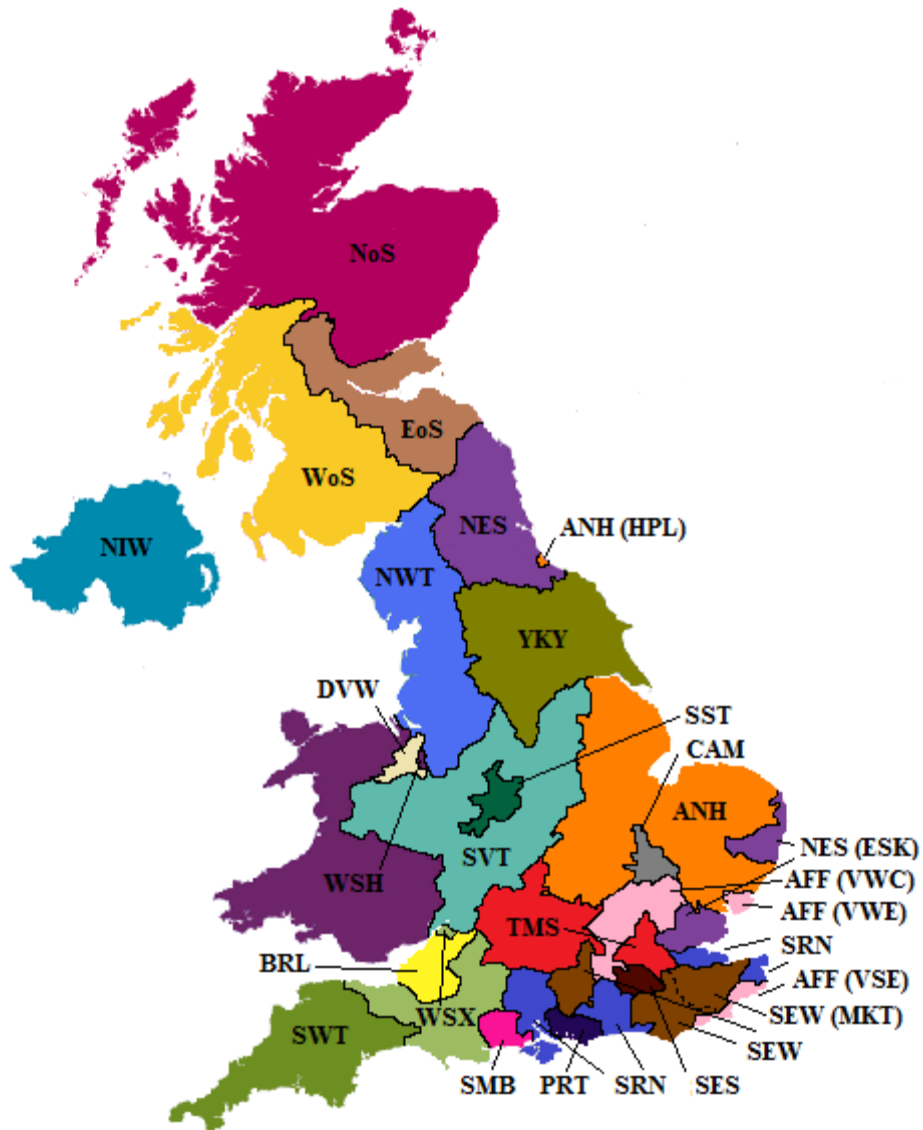 NoS
EoS
WoS
NES
ANH (HPL)
NIW
NWT
YKY
DVW
SST
CAM
ANH
NES (ESK)
SVT
AFF (VWC)
WSH
AFF (VWE)
TMS
SRN
BRL
AFF (VSE)
WSX
SEW (MKT)
SWT
SEW
SMB
PRT
SRN
SES